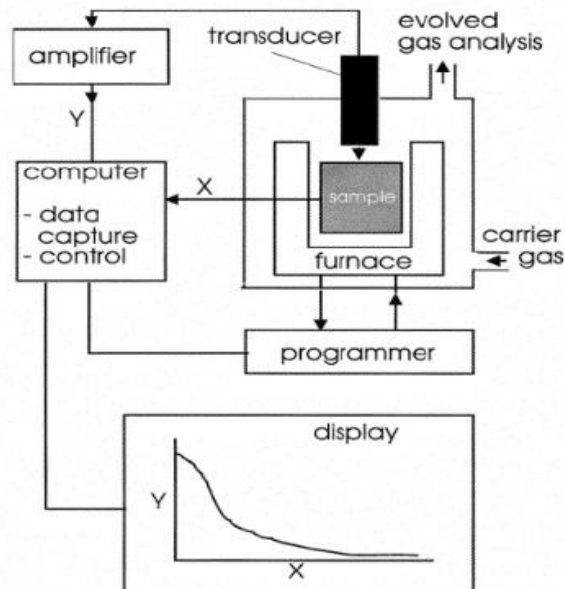 evolved
gas analysis
transducer
amplifier
Y
computer
- data
capture
- control
X
sample
carrier
gas
furnace
programmer
display
Y
X